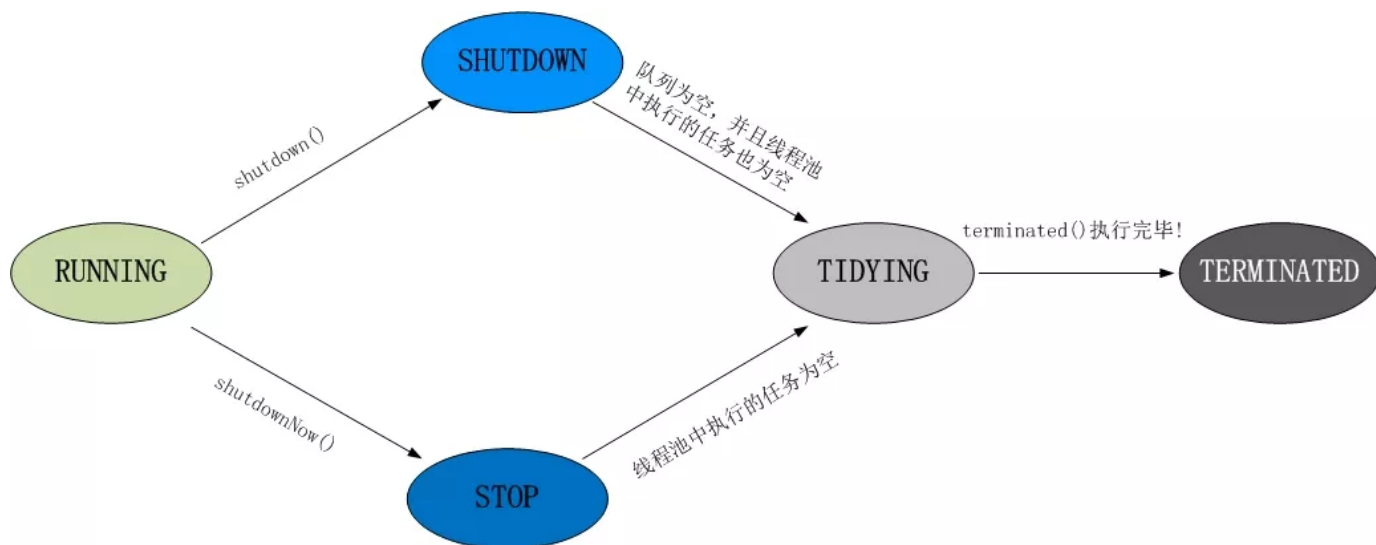 SHUTDOWN
队列为空, 并且线程池
中执行的任务也为空
shutdown()
RUNNING
TIDYING
terminated()执行完毕!
TERMINATED
shutdownNow()
线程池中执行的任务为空
STOP